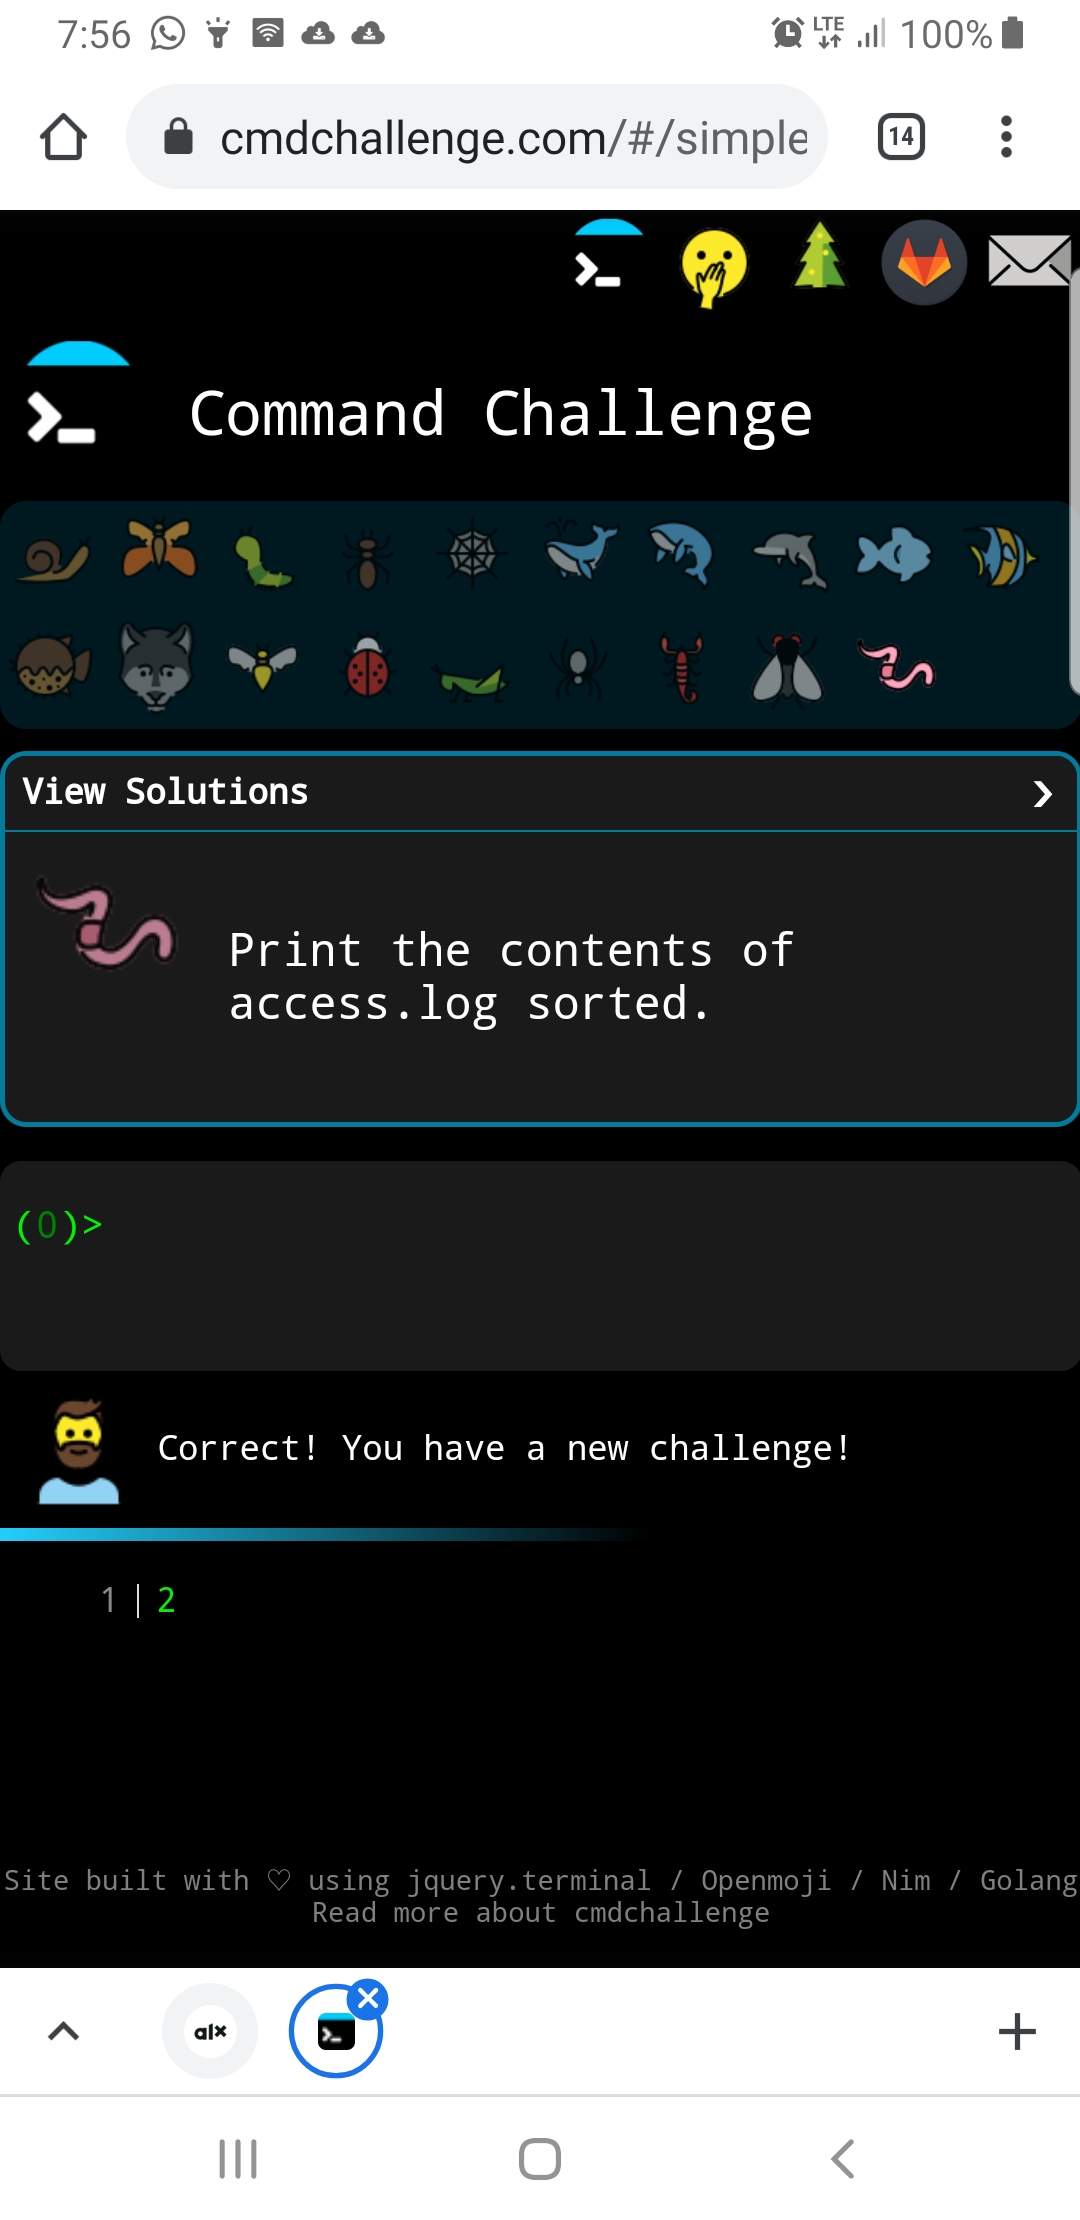 7:56
LTE
100%
cmdchallenge.com/#/simple
14
Command Challenge
View Solutions
Print the contents of
access.log sorted.
(0)>
Correct! You have a new challenge!
1 | 2
Site built with ♡ using jquery.terminal / Openmoji / Nim / Golang
Read more about cmdchallenge
alx